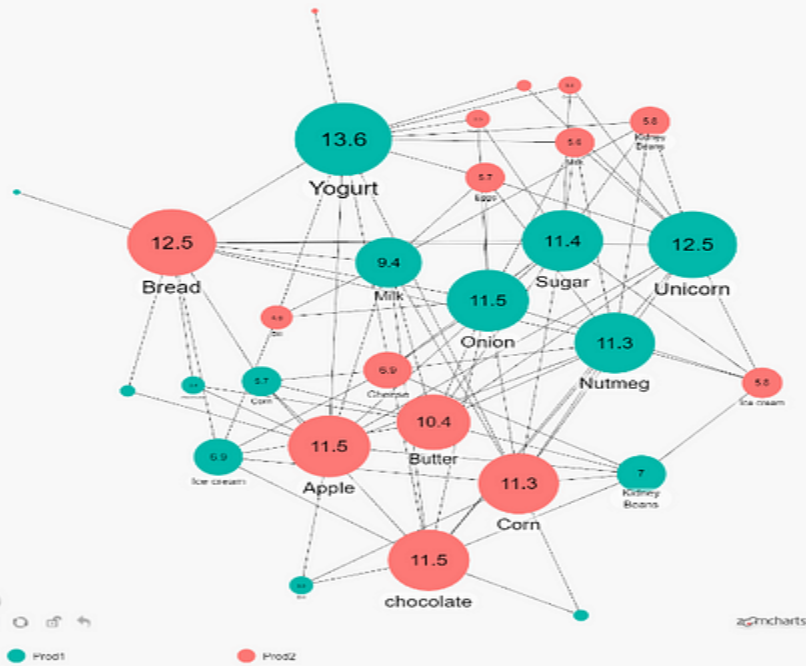 13.6
Yogurt
5.8
Kidney
Beans
5.6
Milk
5.7
Eggs
12.5
Bread
9.4
Milk
11.4
Sugar
12.5
Unicorn
11.5
Onion
11.3
Nutmeg
6.9
Cheese
5.7
Corn
5.8
Ice cream
10.4
Butter
11.5
Apple
6.9
Ice cream
11.3
Corn
7
Kidney
Beans
11.5
chocolate
zoomcharts
Prod1
Prod2